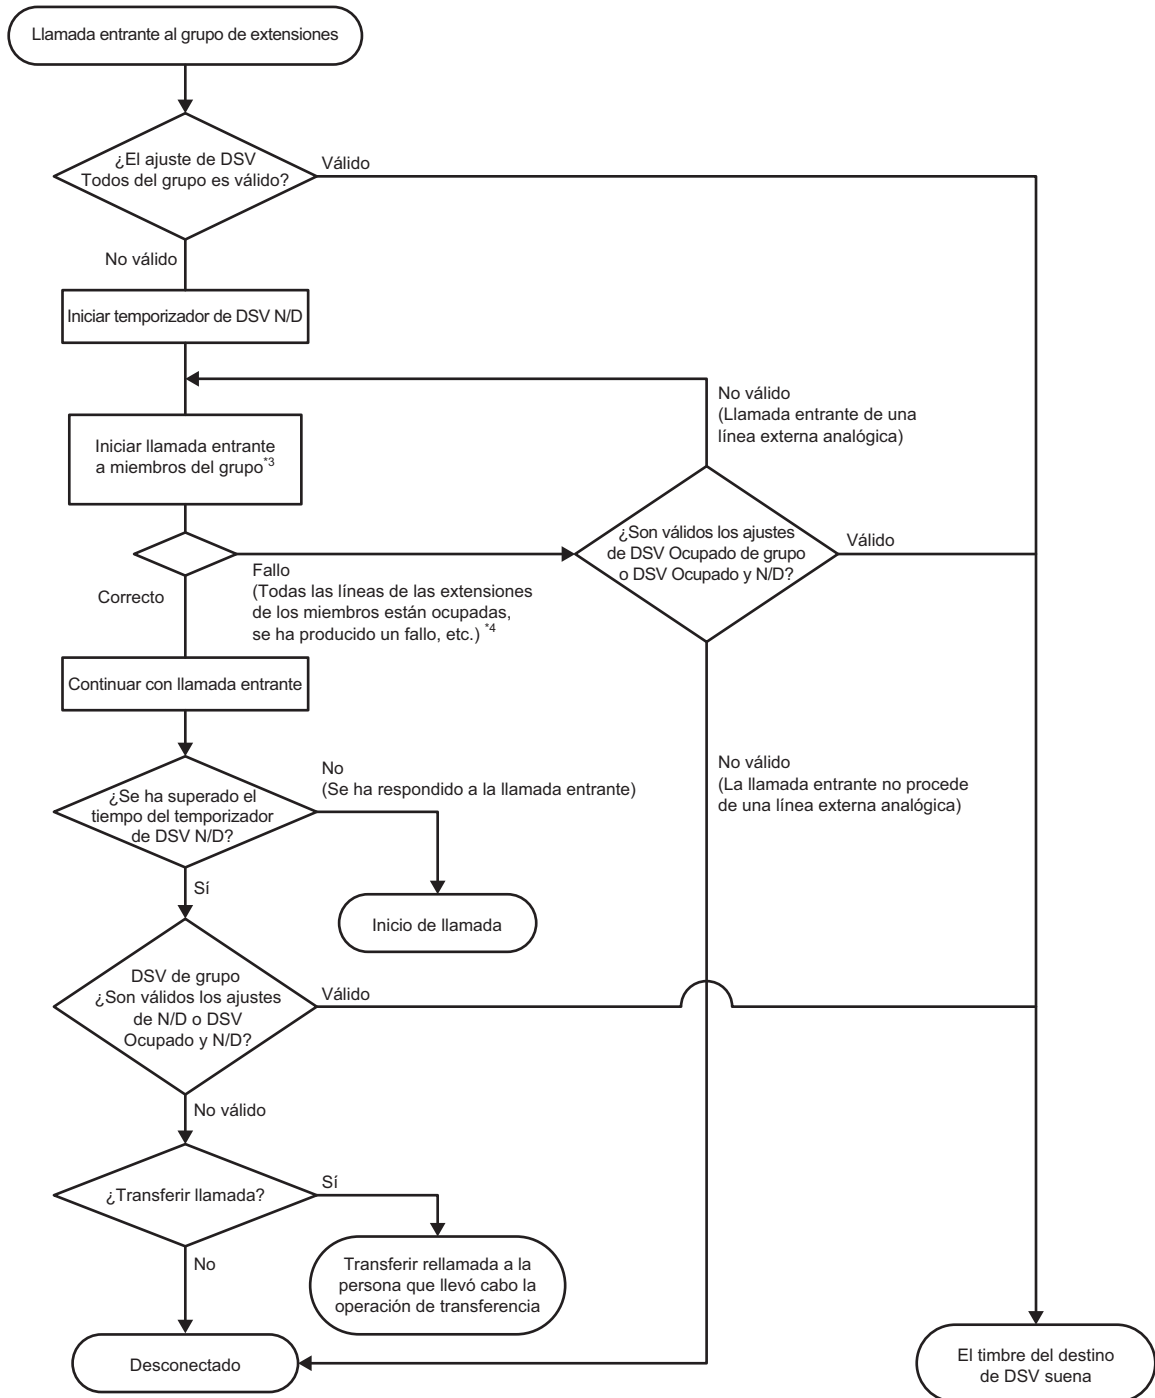 Llamada entrante al grupo de extensiones
¿El ajuste de DSV
Todos del grupo es válido?
Válido
No válido
Iniciar temporizador de DSV N/D
No válido
(Llamada entrante de una
línea externa analógica)
Iniciar llamada entrante
a miembros del grupo*3
¿Son válidos los ajustes
de DSV Ocupado de grupo
o DSV Ocupado y N/D?
Válido
Fallo
(Todas las líneas de las extensiones
de los miembros están ocupadas,
se ha producido un fallo, etc.) *4
Correcto
Continuar con llamada entrante
No válido
(La llamada entrante no procede
de una línea externa analógica)
¿Se ha superado el
tiempo del temporizador
de DSV N/D?
No
(Se ha respondido a la llamada entrante)
Sí
Inicio de llamada
DSV de grupo
¿Son válidos los ajustes
de N/D o DSV
Ocupado y N/D?
Válido
No válido
¿Transferir llamada?
Sí
No
Transferir rellamada a la
persona que llevó cabo la
operación de transferencia
Desconectado
El timbre del destino
de DSV suena